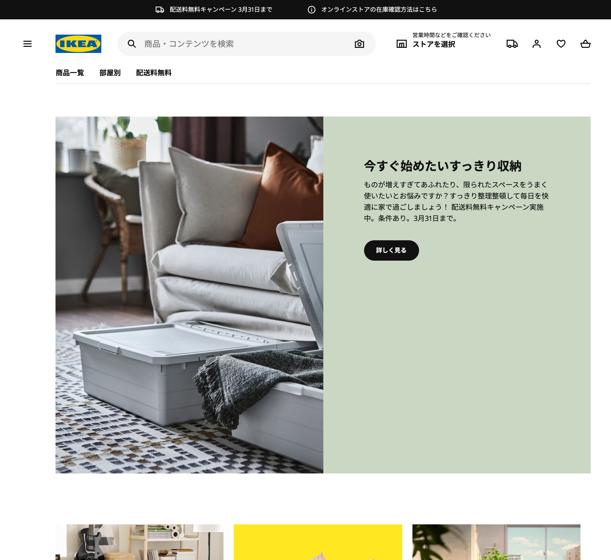 配送料無料キャンペーン 3月31日まで
オンラインストアの在庫確認方法はこちら
IKEA
商品・コンテンツを検索
営業時間などをご確認ください
ストアを選択
商品一覧
部屋別
配送料無料
今すぐ始めたいすっきり収納
ものが増えすぎてあふれたり、限られたスペースをうまく
使いたいとお悩みですか？すっきり整理整頓して毎日を快
適に家で過ごしましょう！ 配送料無料キャンペーン実施
中。条件あり。3月31日まで。
詳しく見る